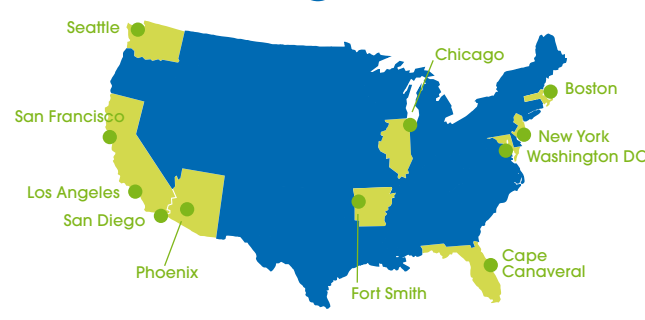 Seattle
Chicago
Boston
San Francisco
New York
Washington DC
Los Angeles
San Diego
Cape
Canaveral
Phoenix
Fort Smith